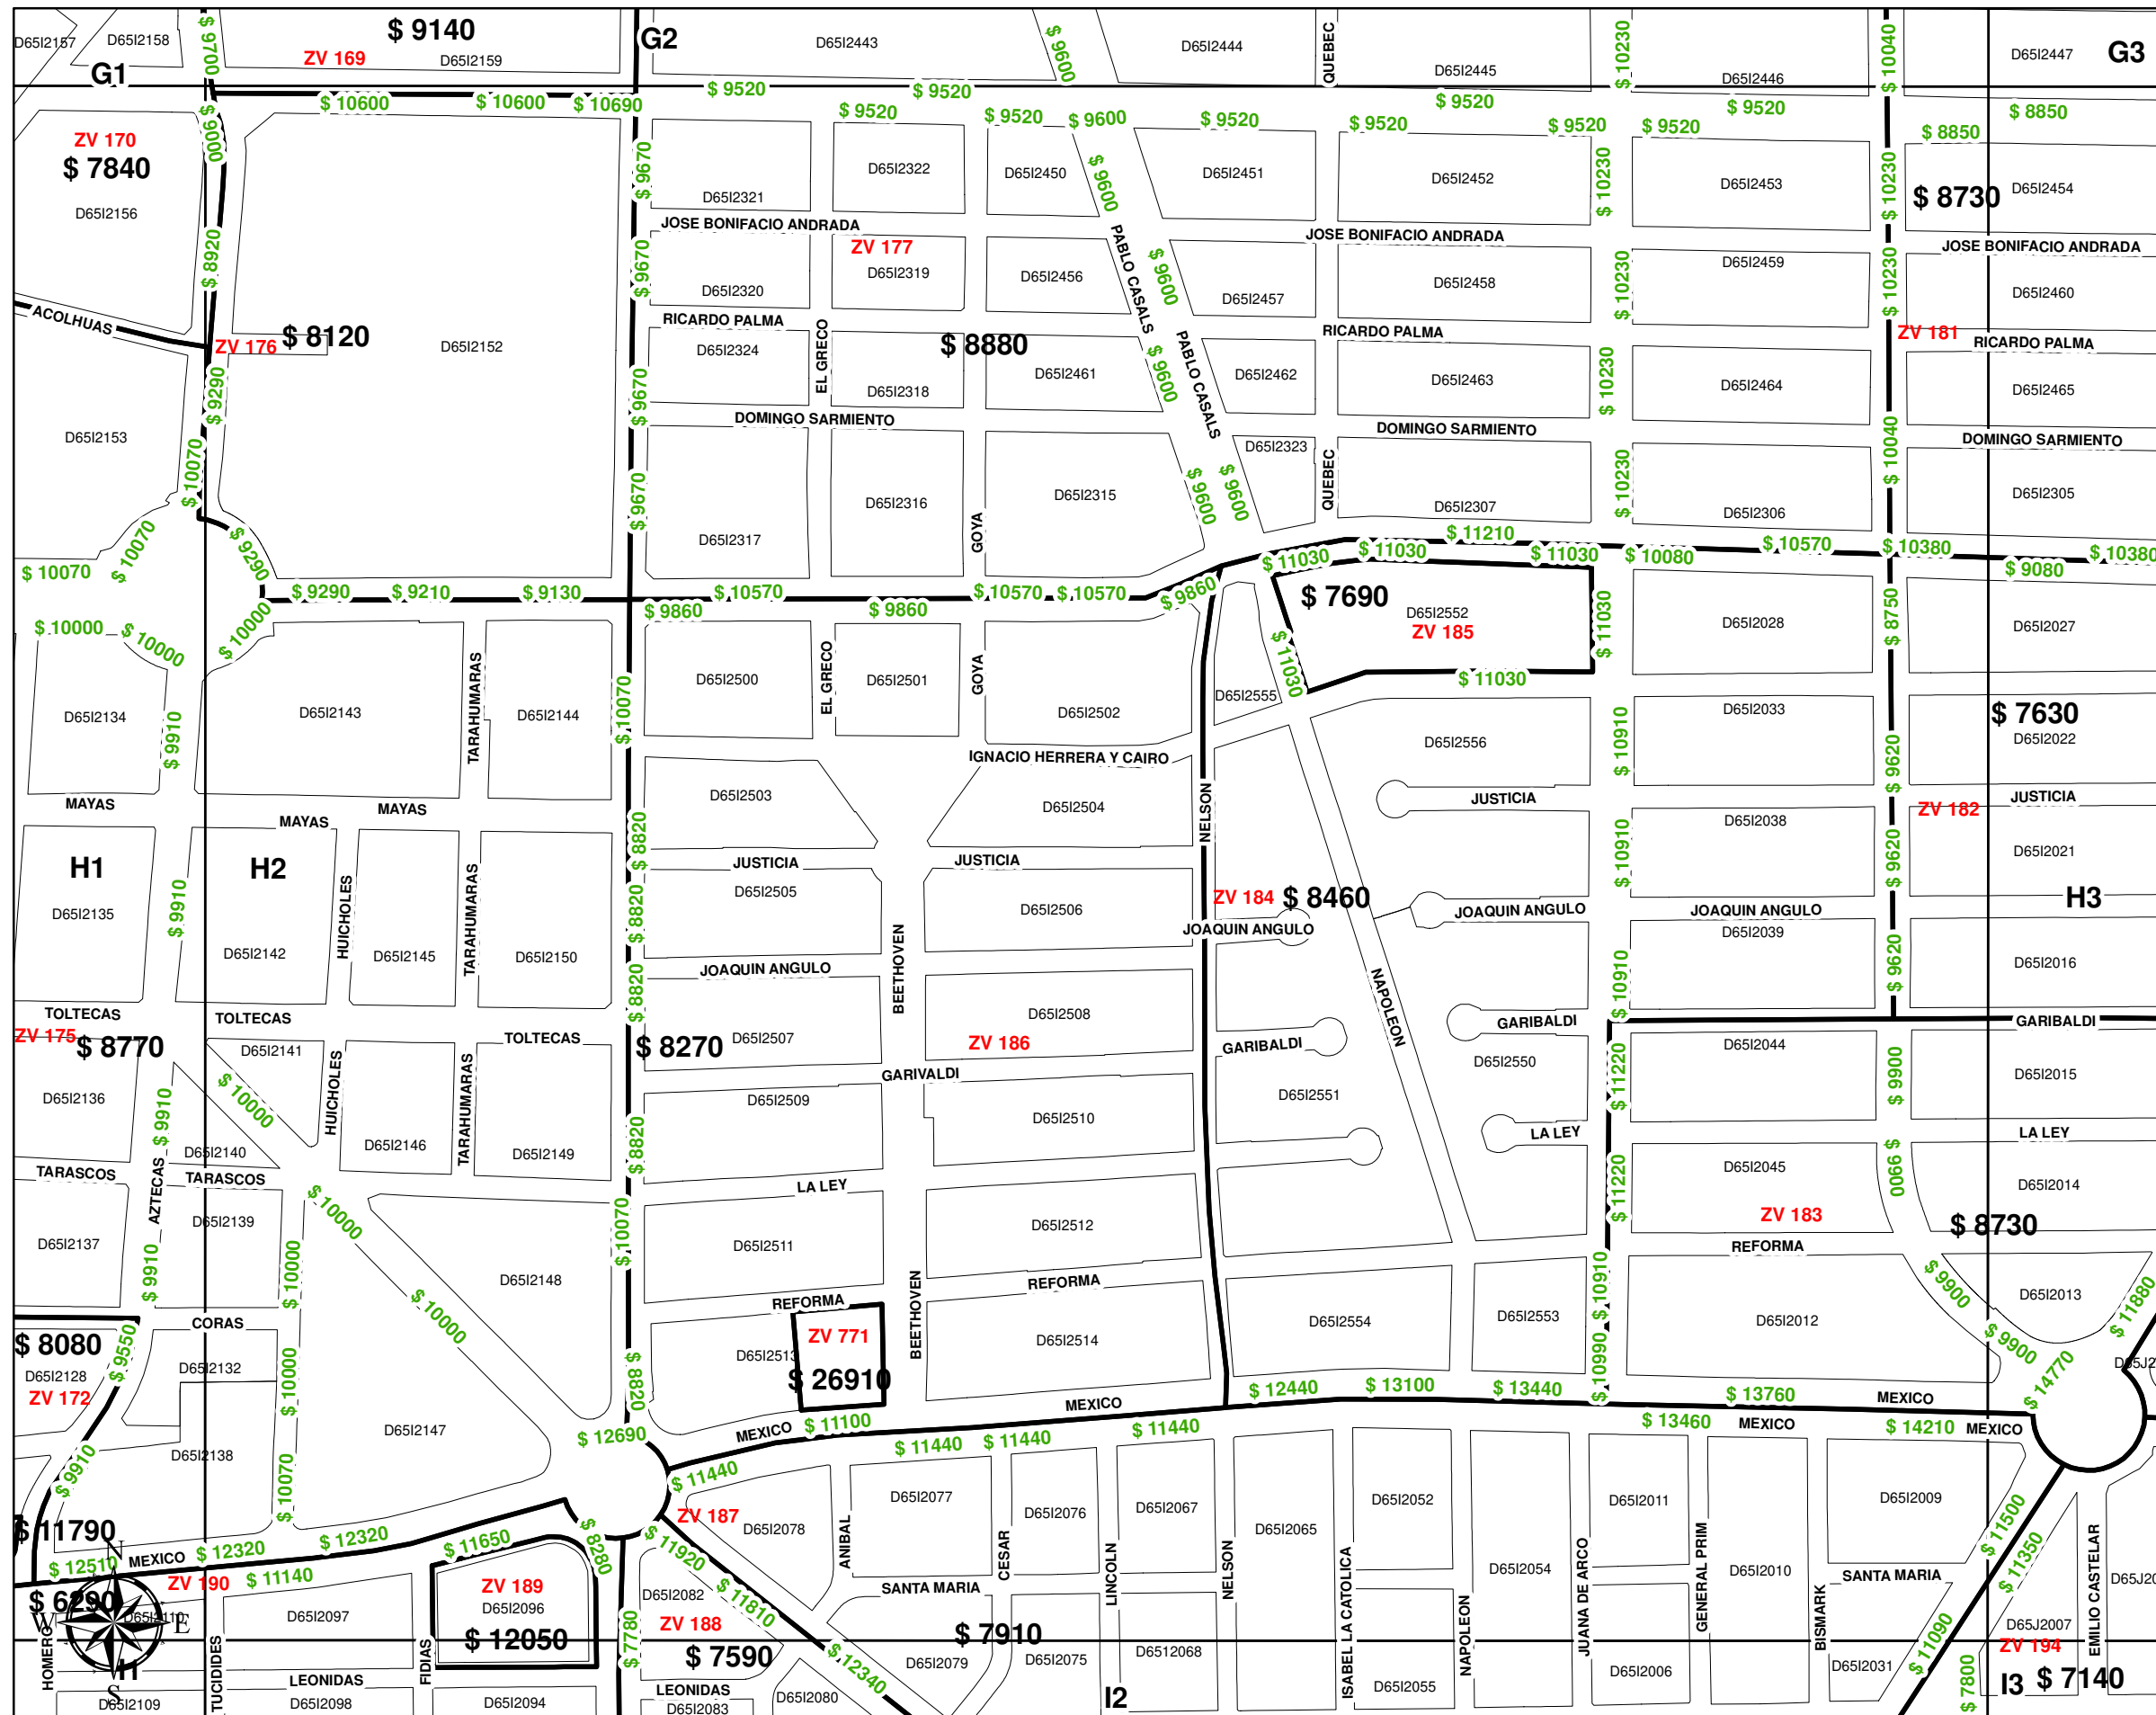 D65I2157
D65I2158
$ 9140
D65I2159
ZV 169
G1
$ 9700
G2
D65I2443
$ 9600
D65I2444
QUEBEC
D65I2445
$ 10230
D65I2446
$ 10040
D65I2447
G3
$ 10600
$ 10600
$ 10690
$ 9520
$ 9520
$ 9520
$ 9520
$ 8850
$ 9520
$ 9520
$ 9600
$ 9520
$ 9520
$ 9520
$ 9520
$ 8850
$ 9000
ZV 170
$ 7840
D65I2156
$ 9670
D65I2321
D65I2322
D65I2450
$ 9600
D65I2451
D65I2452
$ 10230
D65I2453
$ 10230
$ 8730
D65I2454
JOSE BONIFACIO ANDRADA
JOSE BONIFACIO ANDRADA
JOSE BONIFACIO ANDRADA
ZV 177
$ 8920
$ 9670
D65I2320
D65I2319
D65I2456
PABLO CASALS
$ 9600
D65I2457
D65I2458
$ 10230
D65I2459
$ 10230
D65I2460
ACOLHUAS
ZV 176
$ 8120
D65I2152
RICARDO PALMA
RICARDO PALMA
ZV 181
RICARDO PALMA
D65I2324
EL GRECO
$ 8880
D65I2318
D65I2461
$ 9600
PABLO CASALS
D65I2462
D65I2463
$ 10230
D65I2464
D65I2465
$ 9290
$ 9670
DOMINGO SARMIENTO
DOMINGO SARMIENTO
DOMINGO SARMIENTO
D65I2153
$ 10070
$ 9670
D65I2317
D65I2316
GOYA
D65I2315
$ 9600
$ 9600
D65I2323
QUEBEC
D65I2307
$ 10230
D65I2306
$ 10040
D65I2305
$ 10070
$ 10070
$ 9290
$ 11210
$ 11030
$ 11030
$ 11030
$ 10080
$ 10570
$ 10380
$ 10380
$ 9080
$ 9290
$ 9210
$ 9130
$ 10570
$ 10570
$ 10570
$ 9860
$ 9860
$ 9860
$ 10000
$ 10000
$ 10000
$ 7690
D65I2552
ZV 185
$ 11030
$ 11030
$ 11030
D65I2028
$ 8750
D65I2027
D65I2134
$ 9910
D65I2143
TARAHUMARAS
D65I2144
$ 10070
D65I2500
EL GRECO
D65I2501
GOYA
D65I2502
D65I2555
D65I2556
$ 10910
D65I2033
$ 9620
$ 7630
D65I2022
IGNACIO HERRERA Y CAIRO
MAYAS
MAYAS
MAYAS
D65I2503
D65I2504
NELSON
JUSTICIA
ZV 182
JUSTICIA
D65I2038
H1
H2
$ 8820
JUSTICIA
JUSTICIA
$ 10910
$ 9620
D65I2021
D65I2135
$ 9910
D65I2142
HUICHOLES
D65I2145
TARAHUMARAS
D65I2150
$ 8820
D65I2505
D65I2506
ZV 184
$ 8460
JOAQUIN ANGULO
JOAQUIN ANGULO
JOAQUIN ANGULO
H3
D65I2039
JOAQUIN ANGULO
BEETHOVEN
$ 8820
NAPOLEON
$ 10910
$ 9620
D65I2016
TOLTECAS
TOLTECAS
TOLTECAS
ZV 175
$ 8770
$ 8270
D65I2507
D65I2508
ZV 186
GARIBALDI
GARIBALDI
GARIBALDI
D65I2141
D65I2550
D65I2044
GARIVALDI
D65I2136
$ 9910
$ 10000
HUICHOLES
TARAHUMARAS
D65I2509
D65I2510
D65I2551
$ 11220
$ 9900
D65I2015
D65I2140
D65I2146
D65I2149
$ 8820
LA LEY
LA LEY
TARASCOS
TARASCOS
LA LEY
D65I2045
$ 11220
$ 9900
D65I2014
AZTECAS
D65I2137
D65I2139
$ 10000
$ 10070
D65I2511
D65I2512
ZV 183
$ 8730
REFORMA
$ 9910
$ 10000
D65I2148
REFORMA
REFORMA
BEETHOVEN
$ 10910
$ 9900
D65I2013
$ 11880
CORAS
$ 10000
ZV 771
D65I2513
$ 26910
D65I2514
D65I2554
D65I2553
D65I2012
$ 9900
$ 8080
D65I2128
ZV 172
$ 9550
D65I2132
$ 10000
$ 8820
$ 10990
$ 14770
MEXICO
$ 12440
$ 13100
$ 13440
$ 13760
MEXICO
D65I2147
$ 12690
MEXICO
$ 11100
$ 11440
$ 11440
$ 11440
$ 13460
MEXICO
$ 14210
MEXICO
D65I2138
$ 9910
$ 10070
$ 11440
ZV 187
D65I2078
D65I2077
D65I2076
D65I2067
D65I2065
D65I2052
D65I2054
D65I2011
D65I2010
D65I2009
$ 11500
$ 11350
$ 11790
$ 12510
MEXICO
$ 12320
$ 12320
$ 11650
$ 8280
$ 11920
ANIBAL
CESAR
LINCOLN
NELSON
ISABEL LA CATOLICA
NAPOLEON
JUANA DE ARCO
GENERAL PRIM
BISMARK
EMILIO CASTELAR
N
ZV 190
$ 11140
$ 6290
W
E
S
D65I2110
D65I2097
ZV 189
D65I2096
$ 12050
D65I2082
ZV 188
$ 7590
$ 7780
$ 11810
SANTA MARIA
SANTA MARIA
$ 7910
D65I2079
D65I2075
D6512068
D65I2055
D65I2006
D65I2031
$ 11090
D65J2007
ZV 194
HOMERO
TUCIDIDES
FIDIAS
LEONIDAS
LEONIDAS
$ 12340
D65I2109
D65I2098
D65I2094
D65I2083
D65I2080
I2
$ 7800
I3
$ 7140